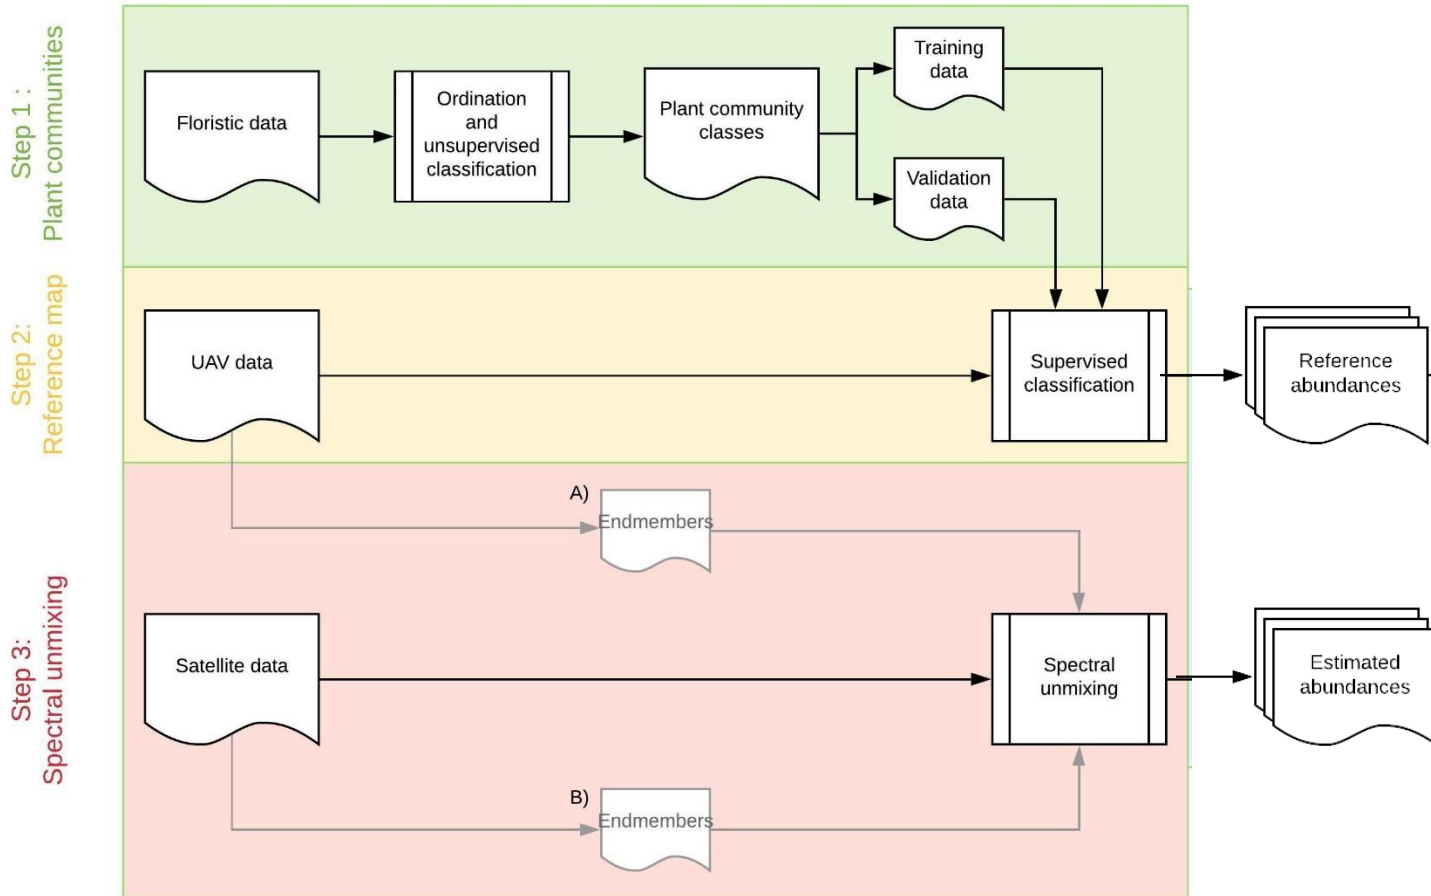 Step 1 :
Plant communities
Floristic data
Ordination
and
unsupervised
classification
Plant community
classes
Training
data
Validation
data
Step 2:
Reference map
UAV data
Supervised
classification
Reference
abundances
Step 3:
Spectral unmixing
A)
Endmembers
Satellite data
Spectral
unmixing
Estimated
abundances
B)
Endmembers